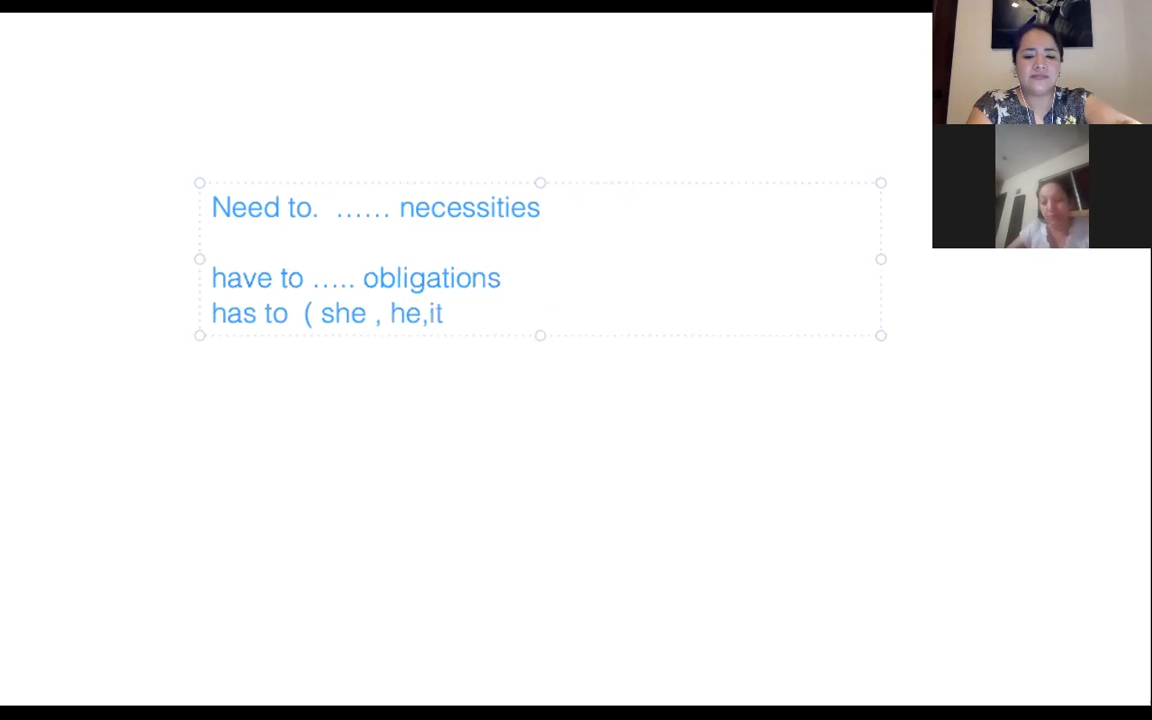 Need to.  ...... necessities
have to ..... obligations
has to  ( she , he,it